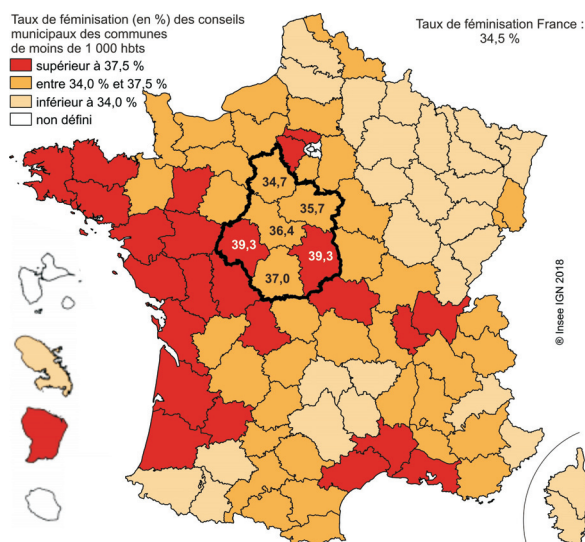 Taux de féminisation (en %) des conseils
municipaux des communes
de moins de 1 000 hbts
supérieur à 37,5 %
entre 34,0 % et 37,5 %
inférieur à 34,0 %
non défini
Taux de féminisation France :
34,5 %
34,7
35,7
36,4
39,3
39,3
37,0
® Insee IGN 2018